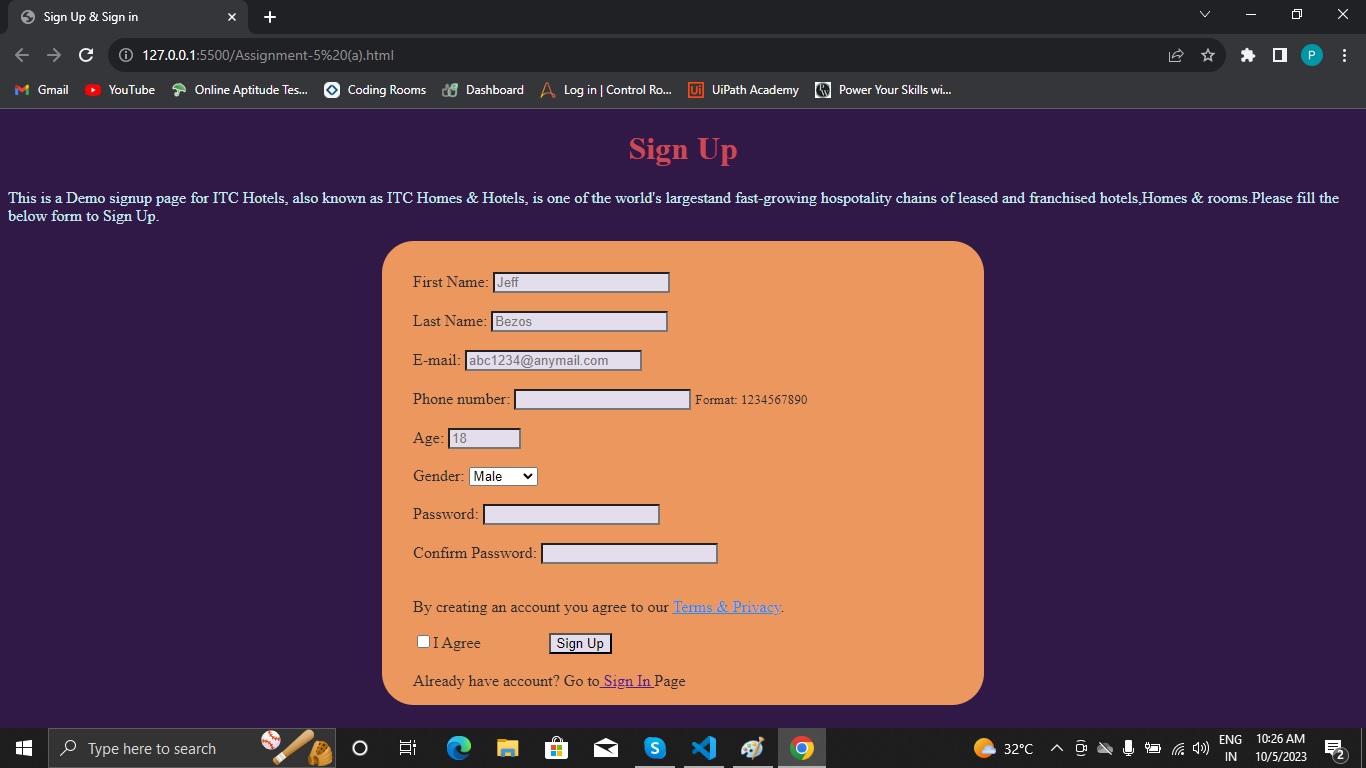 Sign Up & Sign in
127.0.0.1:5500/Assignment-5%20(a).html
P
Gmail YouTube Online Aptitude Tes... Coding Rooms Dashboard Log in | Control Ro... Ui UiPath Academy Power Your Skills wi...
Sign Up
This is a Demo signup page for ITC Hotels, also known as ITC Homes & Hotels, is one of the world's largestand fast-growing hospotality chains of leased and franchised hotels,Homes & rooms.Please fill the
below form to Sign Up.
First Name: Jeff
Last Name: Bezos
E-mail: abc1234@anymail.com
Phone number: Format: 1234567890
Age: 18
Gender: Male
Password:
Confirm Password:
By creating an account you agree to our Terms & Privacy.
I Agree Sign Up
Already have account? Go to Sign In Page
Type here to search
32°C
ENG
IN
10:26 AM
10/5/2023
2